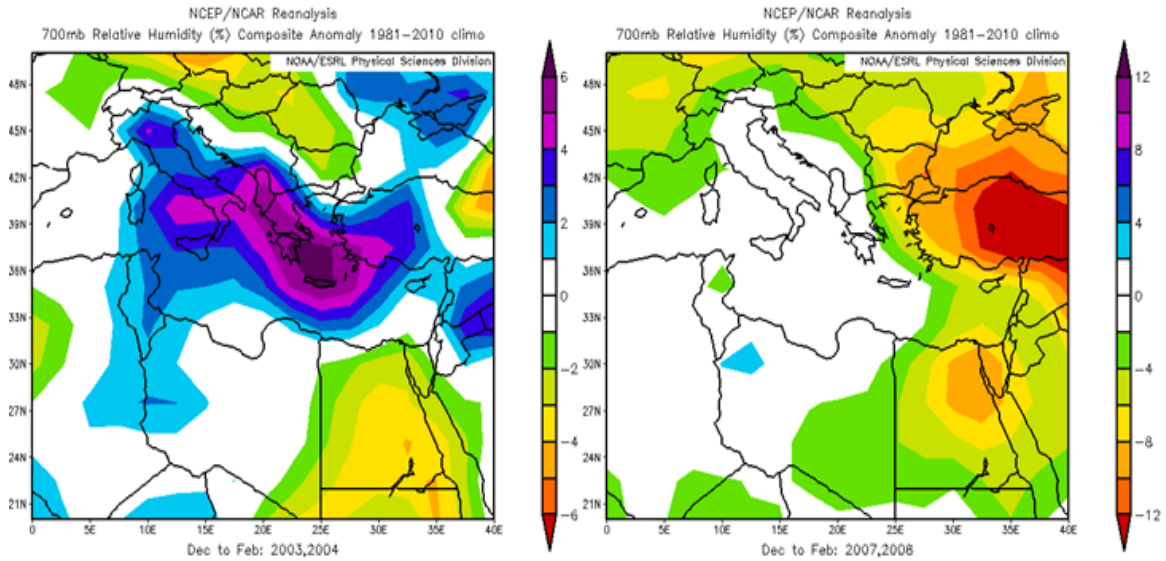 NCEP/NCAR Reanalysis
700mb Relative Humidity (%) Composite Anomaly 1981-2010 climo
NOAA/ESRL Physical Sciences Division
48N
45N
42N
39N
36N
33N
30N
27N
24N
21N
0 5E 10E 15E 20E 25E 30E 35E 40E
Dec to Feb: 2003,2004
6
4
2
0
-2
-4
-6
NCEP/NCAR Reanalysis
700mb Relative Humidity (%) Composite Anomaly 1981-2010 climo
NOAA/ESRL Physical Sciences Division
48N
45N
42N
39N
36N
33N
30N
27N
24N
21N
0 5E 10E 15E 20E 25E 30E 35E 40E
Dec to Feb: 2007,2008
12
8
4
0
-4
-8
-12